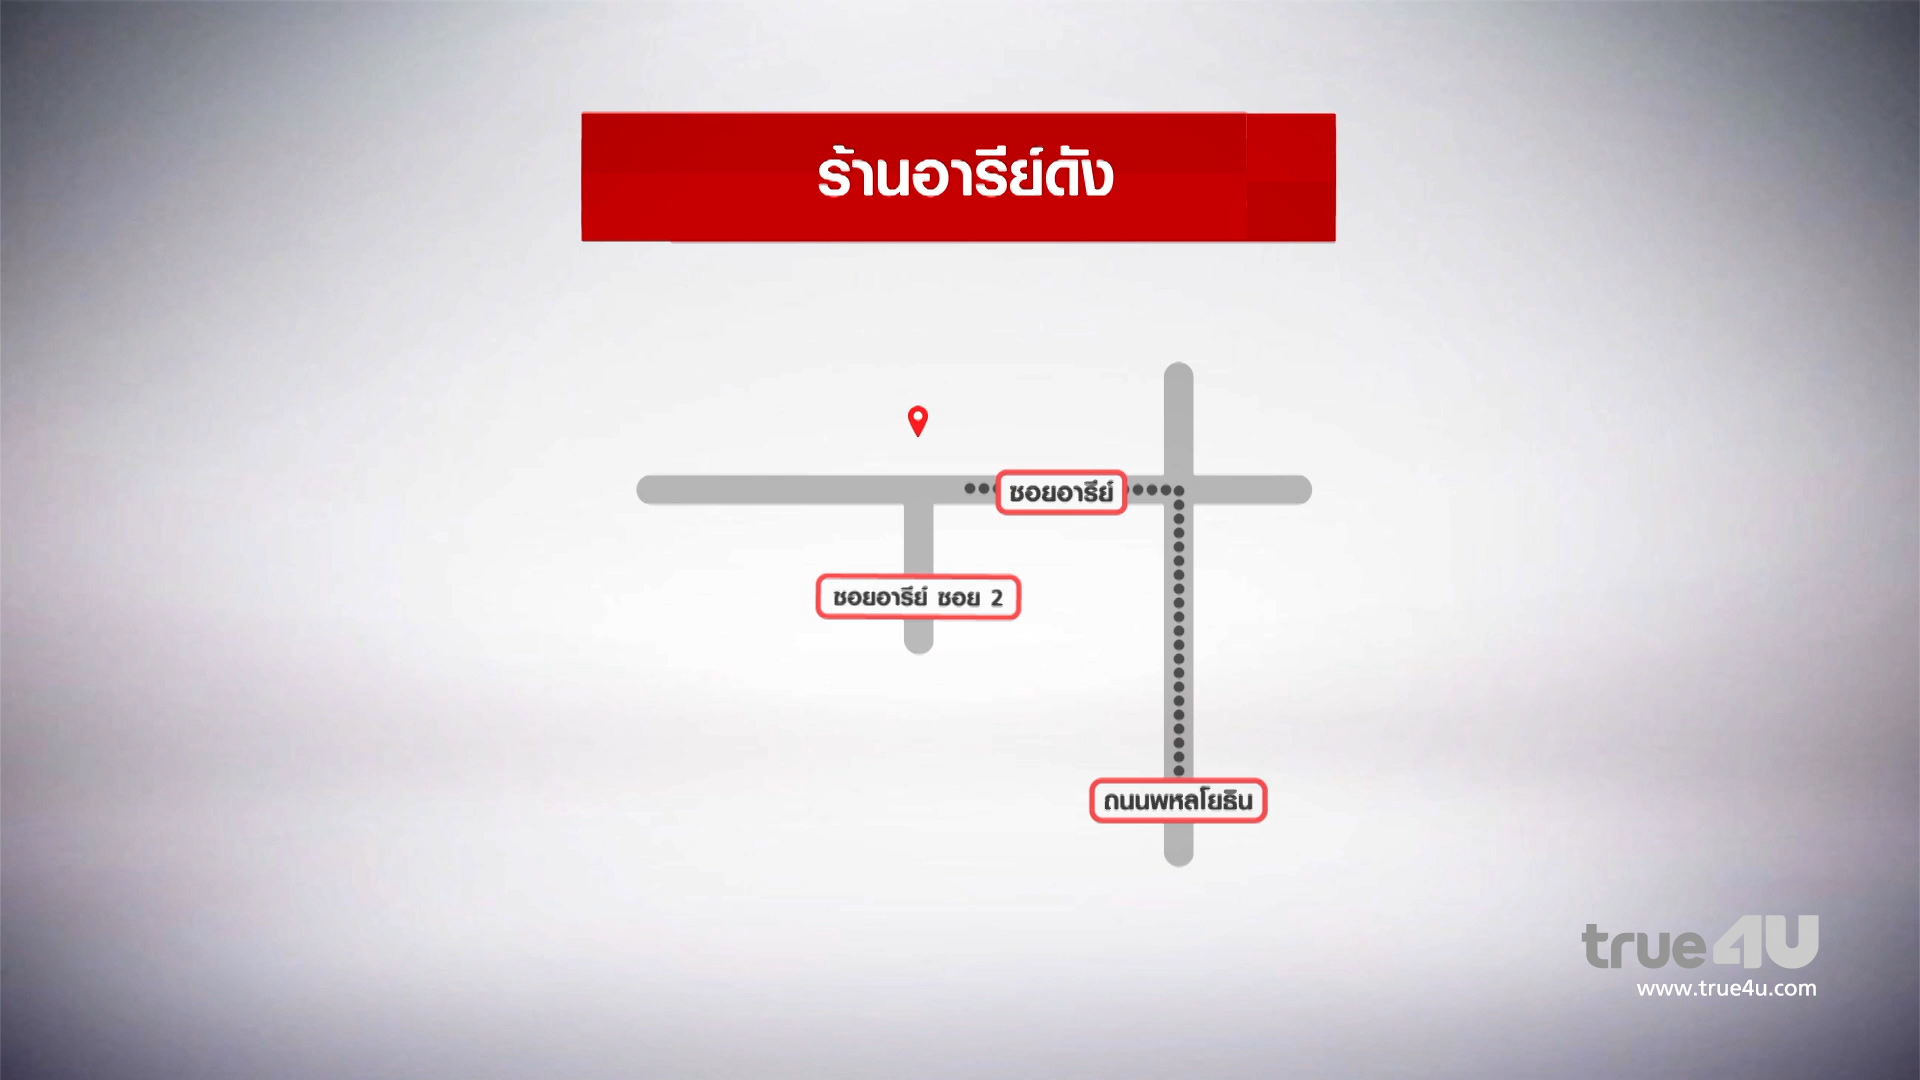 ร้านอารีย์ดัง
ซอยอารีย์
ซอยอารีย์ ซอย 2
ถนนพหลโยธิน
true4U
www.true4u.com